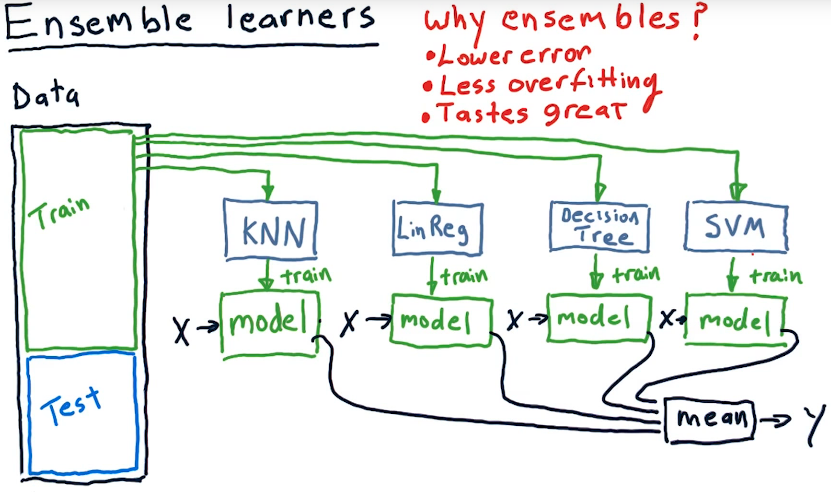 Ensemble learners
why ensembles?
•Lower error
•Less overfitting
•Tastes great
Data
Train
Test
KNN
LinReg
Decision
Tree
SVM
train
train
train
train
X
model
X
model
X
model
X
model
mean
Y